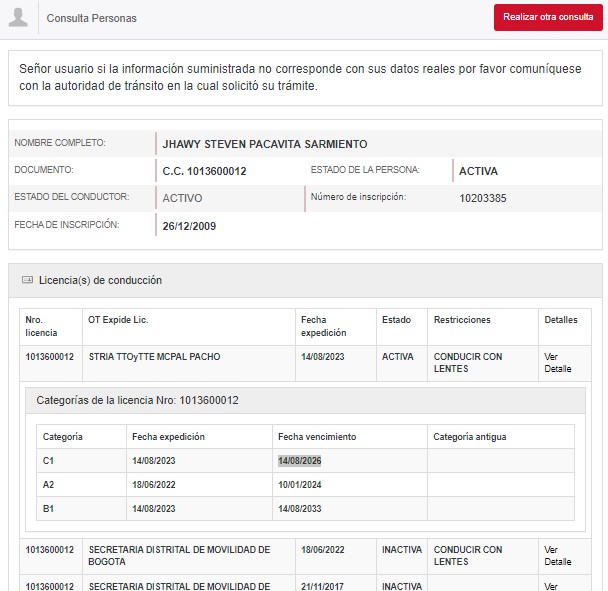 Consulta Personas
Realizar otra consulta
Señor usuario si la información suministrada no corresponde con sus datos reales por favor comuníquese
con la autoridad de tránsito en la cual solicitó su trámite.
NOMBRE COMPLETO: JHAWY STEVEN PACAVITA SARMIENTO
DOCUMENTO: C.C. 1013600012 ESTADO DE LA PERSONA: ACTIVA
ESTADO DEL CONDUCTOR: ACTIVO Número de inscripción: 10203385
FECHA DE INSCRIPCIÓN: 26/12/2009
Licencia(s) de conducción
Nro. licencia OT Expide Lic. Fecha expedición Estado Restricciones Detalles
1013600012 STRIA TTOyTTE MCPAL PACHO 14/08/2023 ACTIVA CONDUCIR CON LENTES Ver Detalle
Categorías de la licencia Nro: 1013600012
Categoría Fecha expedición Fecha vencimiento Categoría antigua
C1 14/08/2023 14/08/2026
A2 18/06/2022 10/01/2024
B1 14/08/2023 14/08/2033
1013600012 SECRETARIA DISTRITAL DE MOVILIDAD DE BOGOTA 18/06/2022 INACTIVA CONDUCIR CON LENTES Ver Detalle
1013600012 SECRETARIA DISTRITAL DE MOVILIDAD DE 21/11/2017 INACTIVA Ver